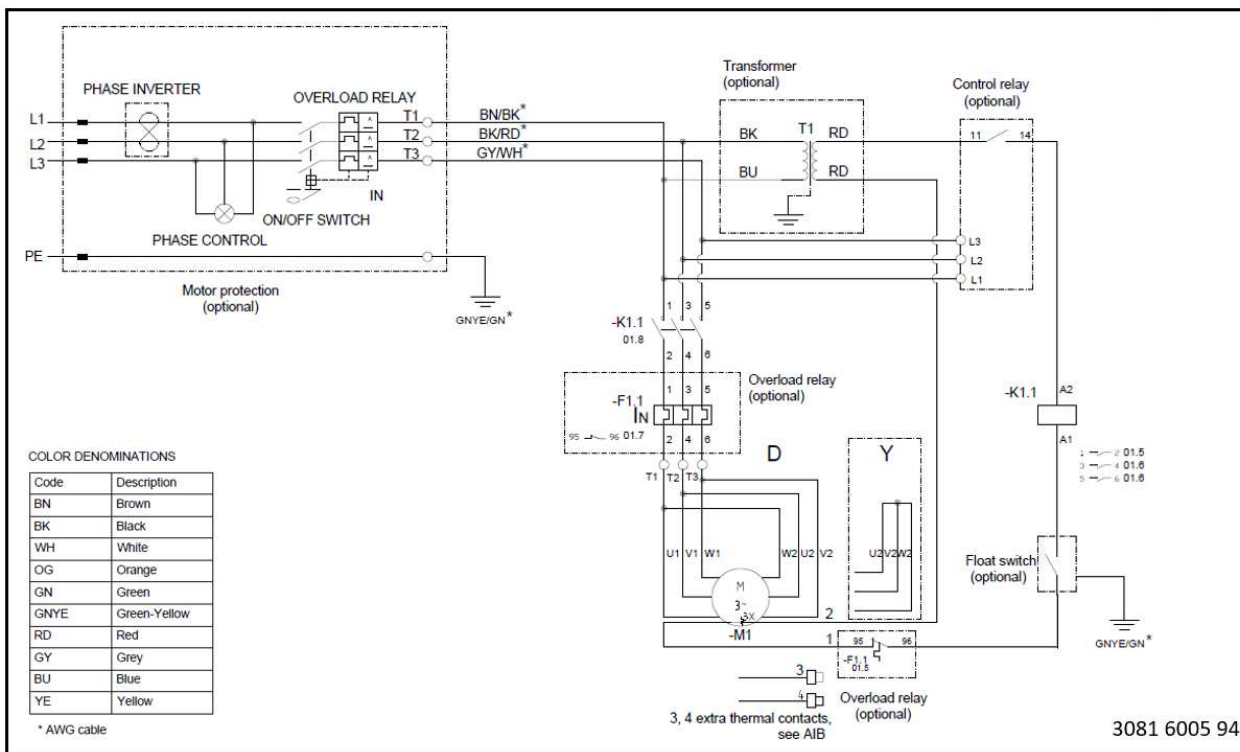 PHASE INVERTER
OVERLOAD RELAY
L1
L2
L3
T1
T2
T3
BN/BK*
BK/RD*
GY/WH*
IN
ON/OFF SWITCH
PHASE CONTROL
PE
Motor protection
(optional)
GNYE/GN*
Transformer
(optional)
BK T1 RD
BU RD
Control relay
(optional)
11 14
L3
L2
L1
1 3 5
-K1.1
01.8
2 4 6
Overload relay
(optional)
1 3 5
-F1.1
IN
95 96 01.7
2 4 6
T1 T2 T3
D
Y
U1 V1 W1
W2 U2 V2
U2 V2 W2
M
3~
3X
-M1
2
1
95 96
-F1.1
01.5
Overload relay
(optional)
3
4
3, 4 extra thermal contacts,
see AIB
-K1.1
A2
A1
1 2 01.5
3 4 01.6
5 6 01.6
Float switch
(optional)
GNYE/GN*
COLOR DENOMINATIONS
Code Description
BN Brown
BK Black
WH White
OG Orange
GN Green
GNYE Green-Yellow
RD Red
GY Grey
BU Blue
YE Yellow
* AWG cable
3081 6005 94